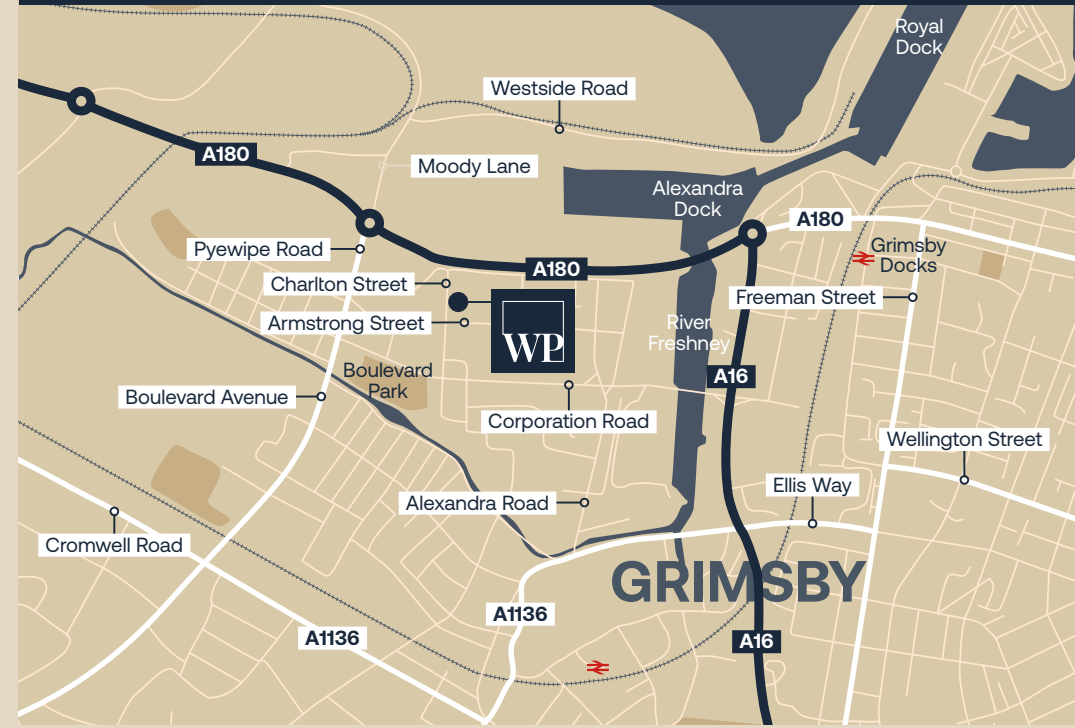 Royal
Dock
Westside Road
A180
Moody Lane
Alexandra
Dock
A180
Pyewipe Road
Grimsby
Docks
A180
Charlton Street
Freeman Street
Armstrong Street
River
Freshney
WP
Boulevard
Park
A16
Boulevard Avenue
Corporation Road
Wellington Street
Ellis Way
Alexandra Road
Cromwell Road
GRIMSBY
A1136
A1136
A16